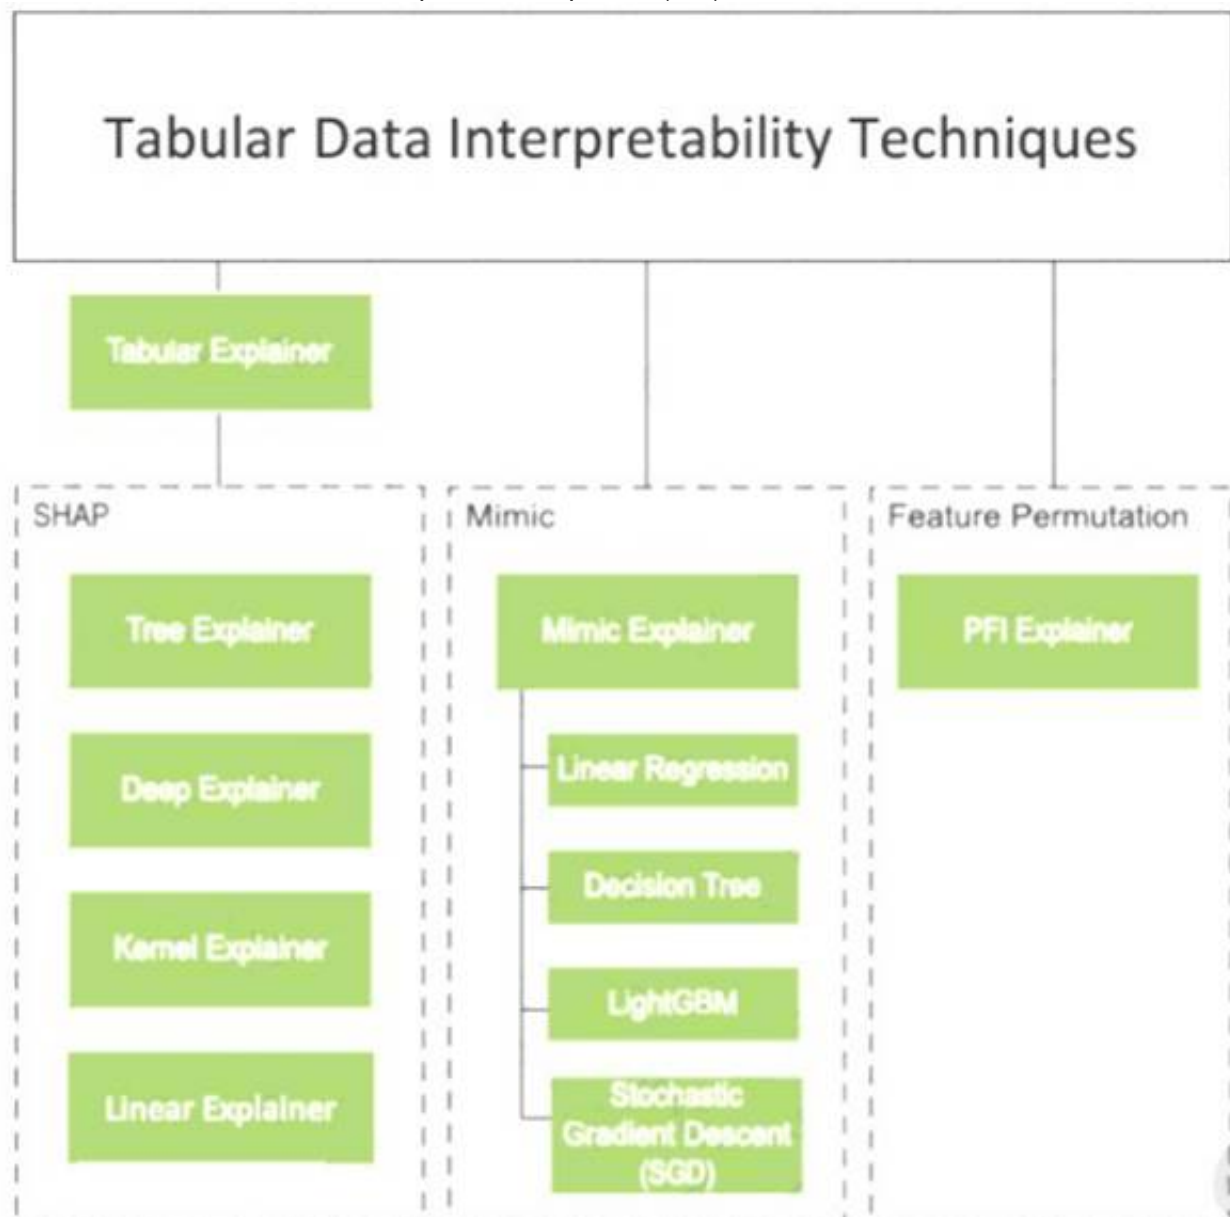 Tabular Data Interpretability Techniques
Tabular Explainer
SHAP
Tree Explainer
Deep Explainer
Kernel Explainer
Linear Explainer
Mimic
Mimic Explainer
Linear Regression
Decision Tree
LightGBM
Stochastic
Gradient Descent
(SGD)
Feature Permutation
PFI Explainer